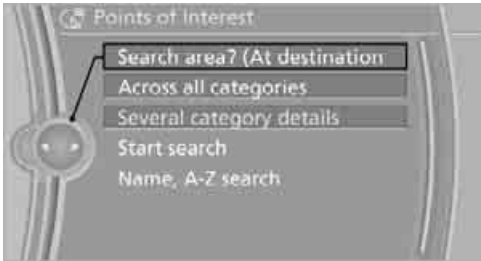 Points of Interest
Search area? (At destination
Across all categories
Several category details
Start search
Name, A-Z search